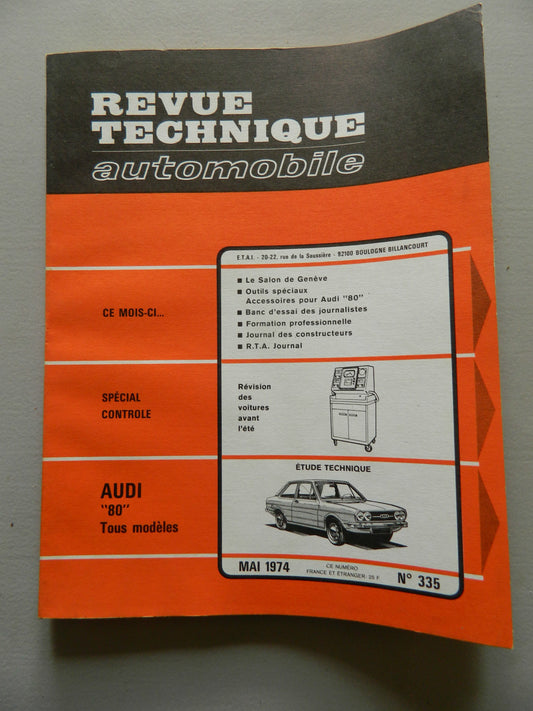 REVUE
TECHNIQUE
automobile
E.T.A.I. - 20-22, rue de la Saussière - 92100 BOULOGNE BILLANCOURT
CE MOIS-CI...
■ Le Salon de Genève
■ Outils spéciaux
Accessoires pour Audi "80"
■ Banc d'essai des journalistes
■ Formation professionnelle
■ Journal des constructeurs
■ R.T.A. Journal
SPÉCIAL
CONTROLE
Révision
des
voitures
avant
l'été
AUDI
"80"
Tous modèles
ÉTUDE TECHNIQUE
MAI 1974
CE NUMÉRO
FRANCE ET ÉTRANGER: 25 F
N° 335